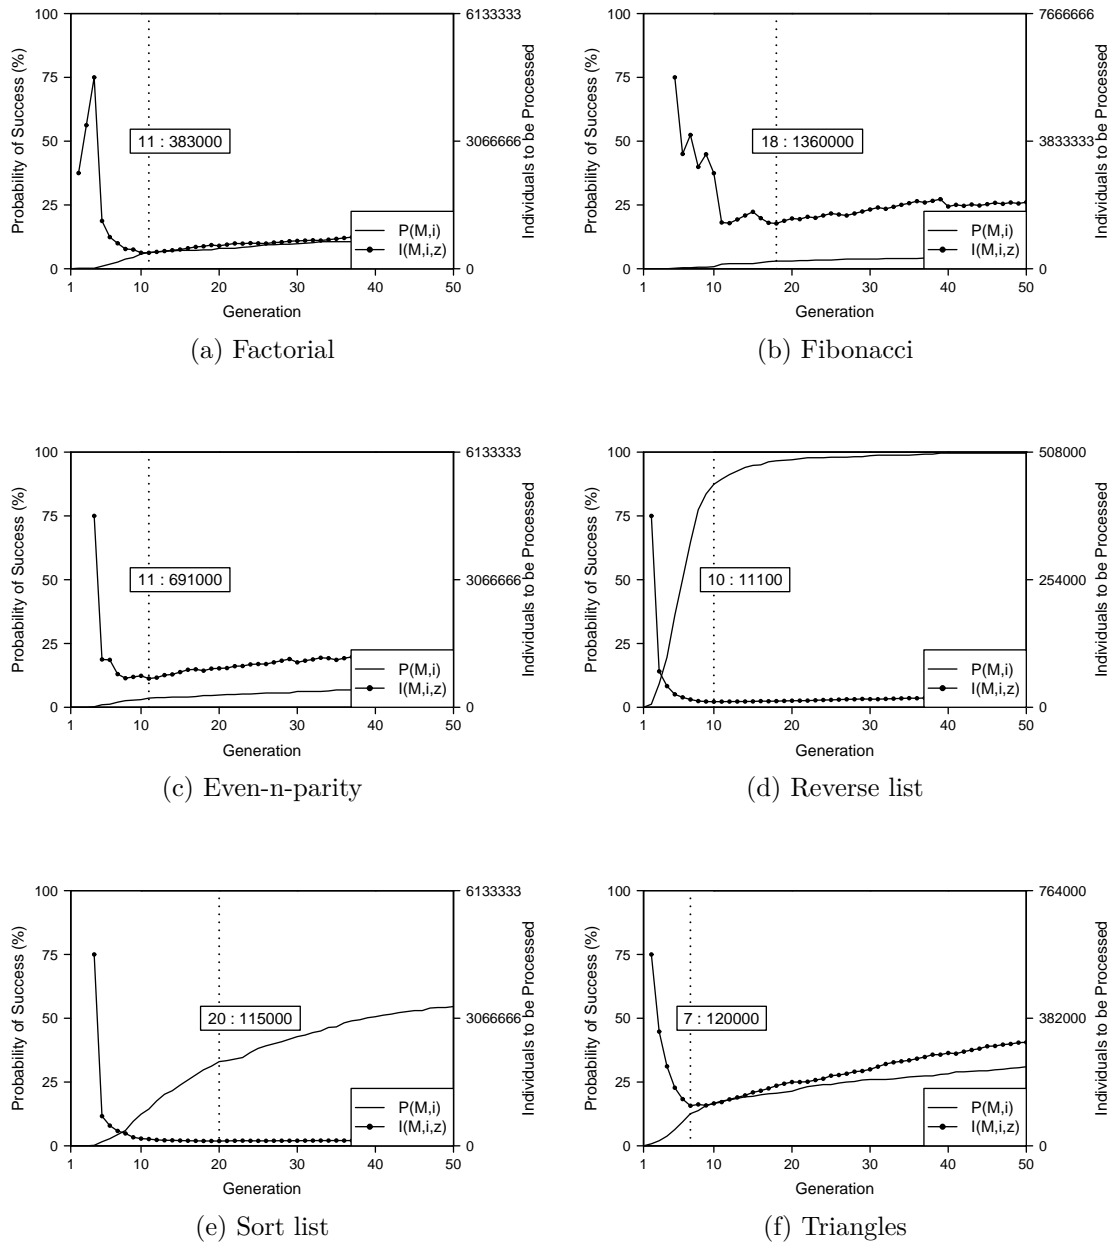 100
75
50
25
0
Probability of Success (%)
6133333
3066666
0
Individuals to be Processed
11 : 383000
P(M,i)
I(M,i,z)
1 10 20 30 40 50
Generation
(a) Factorial
100
75
50
25
0
Probability of Success (%)
7666666
3833333
0
Individuals to be Processed
18 : 1360000
P(M,i)
I(M,i,z)
1 10 20 30 40 50
Generation
(b) Fibonacci
100
75
50
25
0
Probability of Success (%)
6133333
3066666
0
Individuals to be Processed
11 : 691000
P(M,i)
I(M,i,z)
1 10 20 30 40 50
Generation
(c) Even-n-parity
100
75
50
25
0
Probability of Success (%)
508000
254000
0
Individuals to be Processed
10 : 11100
P(M,i)
I(M,i,z)
1 10 20 30 40 50
Generation
(d) Reverse list
100
75
50
25
0
Probability of Success (%)
6133333
3066666
0
Individuals to be Processed
20 : 115000
P(M,i)
I(M,i,z)
1 10 20 30 40 50
Generation
(e) Sort list
100
75
50
25
0
Probability of Success (%)
764000
382000
0
Individuals to be Processed
7 : 120000
P(M,i)
I(M,i,z)
1 10 20 30 40 50
Generation
(f) Triangles